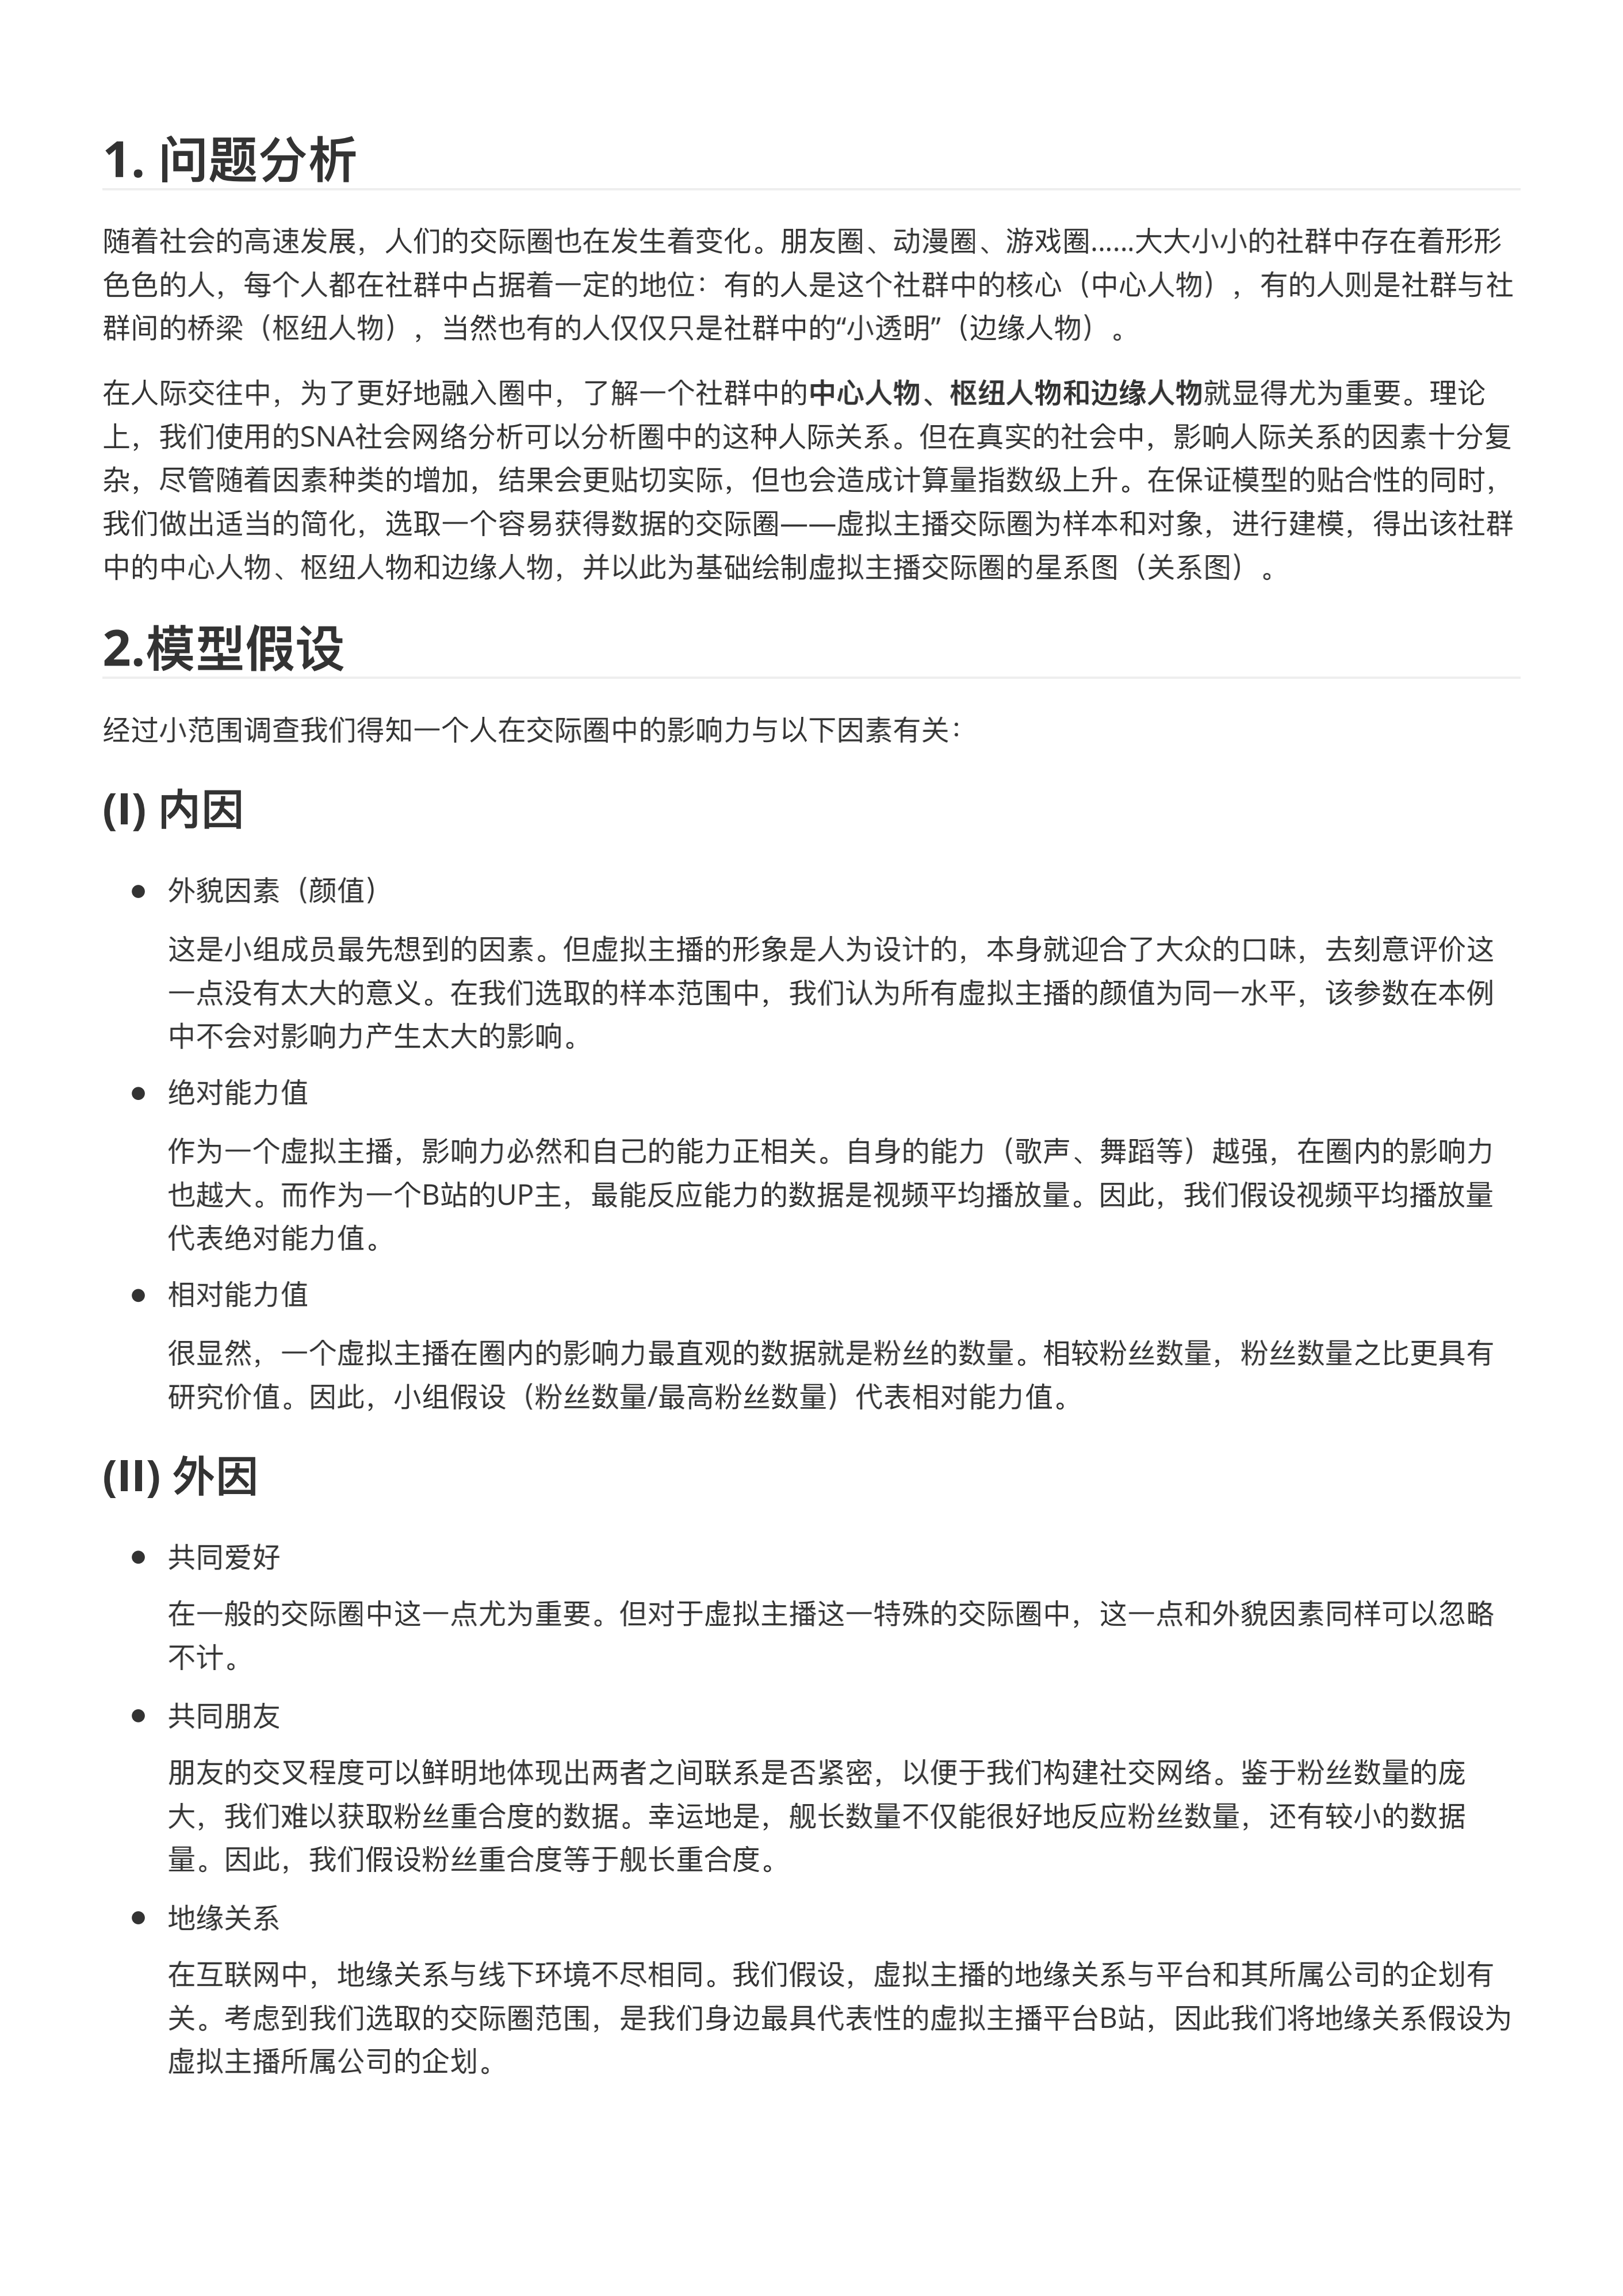 1. 问题分析
随着社会的高速发展，人们的交际圈也在发生着变化。朋友圈、动漫圈、游戏圈......大大小小的社群中存在着形形
色色的人，每个人都在社群中占据着一定的地位：有的人是这个社群中的核心（中心人物），有的人则是社群与社
群间的桥梁（枢纽人物），当然也有的人仅仅只是社群中的“小透明”（边缘人物）。
在人际交往中，为了更好地融入圈中，了解一个社群中的中心人物、枢纽人物和边缘人物就显得尤为重要。理论
上，我们使用的SNA社会网络分析可以分析圈中的这种人际关系。但在真实的社会中，影响人际关系的因素十分复
杂，尽管随着因素种类的增加，结果会更贴切实际，但也会造成计算量指数级上升。在保证模型的贴合性的同时，
我们做出适当的简化，选取一个容易获得数据的交际圈——虚拟主播交际圈为样本和对象，进行建模，得出该社群
中的中心人物、枢纽人物和边缘人物，并以此为基础绘制虚拟主播交际圈的星系图（关系图）。
2.模型假设
经过小范围调查我们得知一个人在交际圈中的影响力与以下因素有关：
(I) 内因
● 外貌因素（颜值）
这是小组成员最先想到的因素。但虚拟主播的形象是人为设计的，本身就迎合了大众的口味，去刻意评价这
一点没有太大的意义。在我们选取的样本范围中，我们认为所有虚拟主播的颜值为同一水平，该参数在本例
中不会对影响力产生太大的影响。
● 绝对能力值
作为一个虚拟主播，影响力必然和自己的能力正相关。自身的能力（歌声、舞蹈等）越强，在圈内的影响力
也越大。而作为一个B站的UP主，最能反应能力的数据是视频平均播放量。因此，我们假设视频平均播放量
代表绝对能力值。
● 相对能力值
很显然，一个虚拟主播在圈内的影响力最直观的数据就是粉丝的数量。相较粉丝数量，粉丝数量之比更具有
研究价值。因此，小组假设（粉丝数量/最高粉丝数量）代表相对能力值。
(II) 外因
● 共同爱好
在一般的交际圈中这一点尤为重要。但对于虚拟主播这一特殊的交际圈中，这一点和外貌因素同样可以忽略
不计。
● 共同朋友
朋友的交叉程度可以鲜明地体现出两者之间联系是否紧密，以便于我们构建社交网络。鉴于粉丝数量的庞
大，我们难以获取粉丝重合度的数据。幸运地是，舰长数量不仅能很好地反应粉丝数量，还有较小的数据
量。因此，我们假设粉丝重合度等于舰长重合度。
● 地缘关系
在互联网中，地缘关系与线下环境不尽相同。我们假设，虚拟主播的地缘关系与平台和其所属公司的企划有
关。考虑到我们选取的交际圈范围，是我们身边最具代表性的虚拟主播平台B站，因此我们将地缘关系假设为
虚拟主播所属公司的企划。